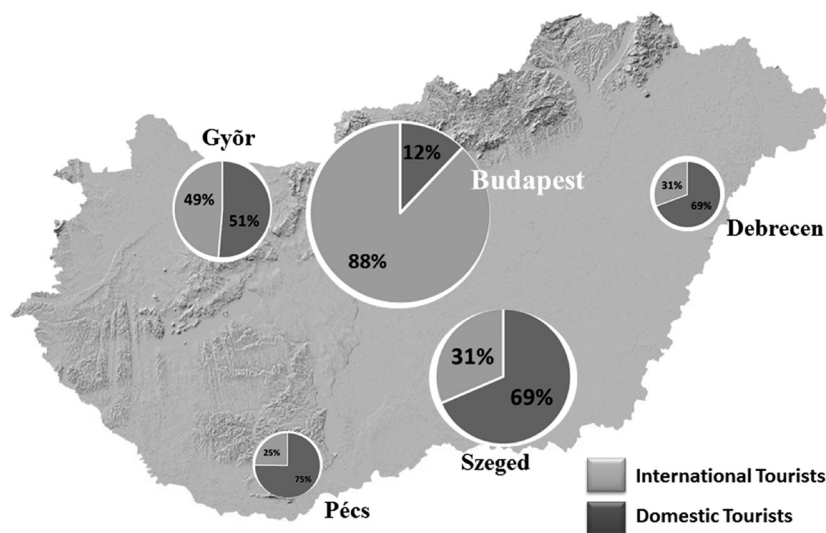 Győr
49%
51%
12%
88%
Budapest
31%
69%
Debrecen
31%
69%
Szeged
25%
75%
Pécs
International Tourists
Domestic Tourists